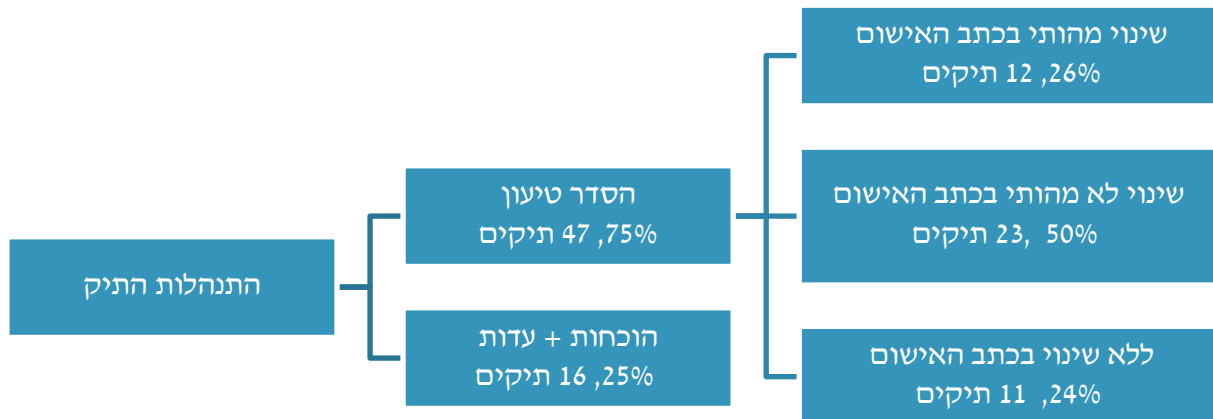 התנהלות התיק
הסדר טיעון
75%, 47 תיקים
הוכחות + עדות
25%, 16 תיקים
שינוי מהותי בכתב האישום
26%, 12 תיקים
שינוי לא מהותי בכתב האישום
50% , 23 תיקים
ללא שינוי בכתב האישום
24%, 11 תיקים